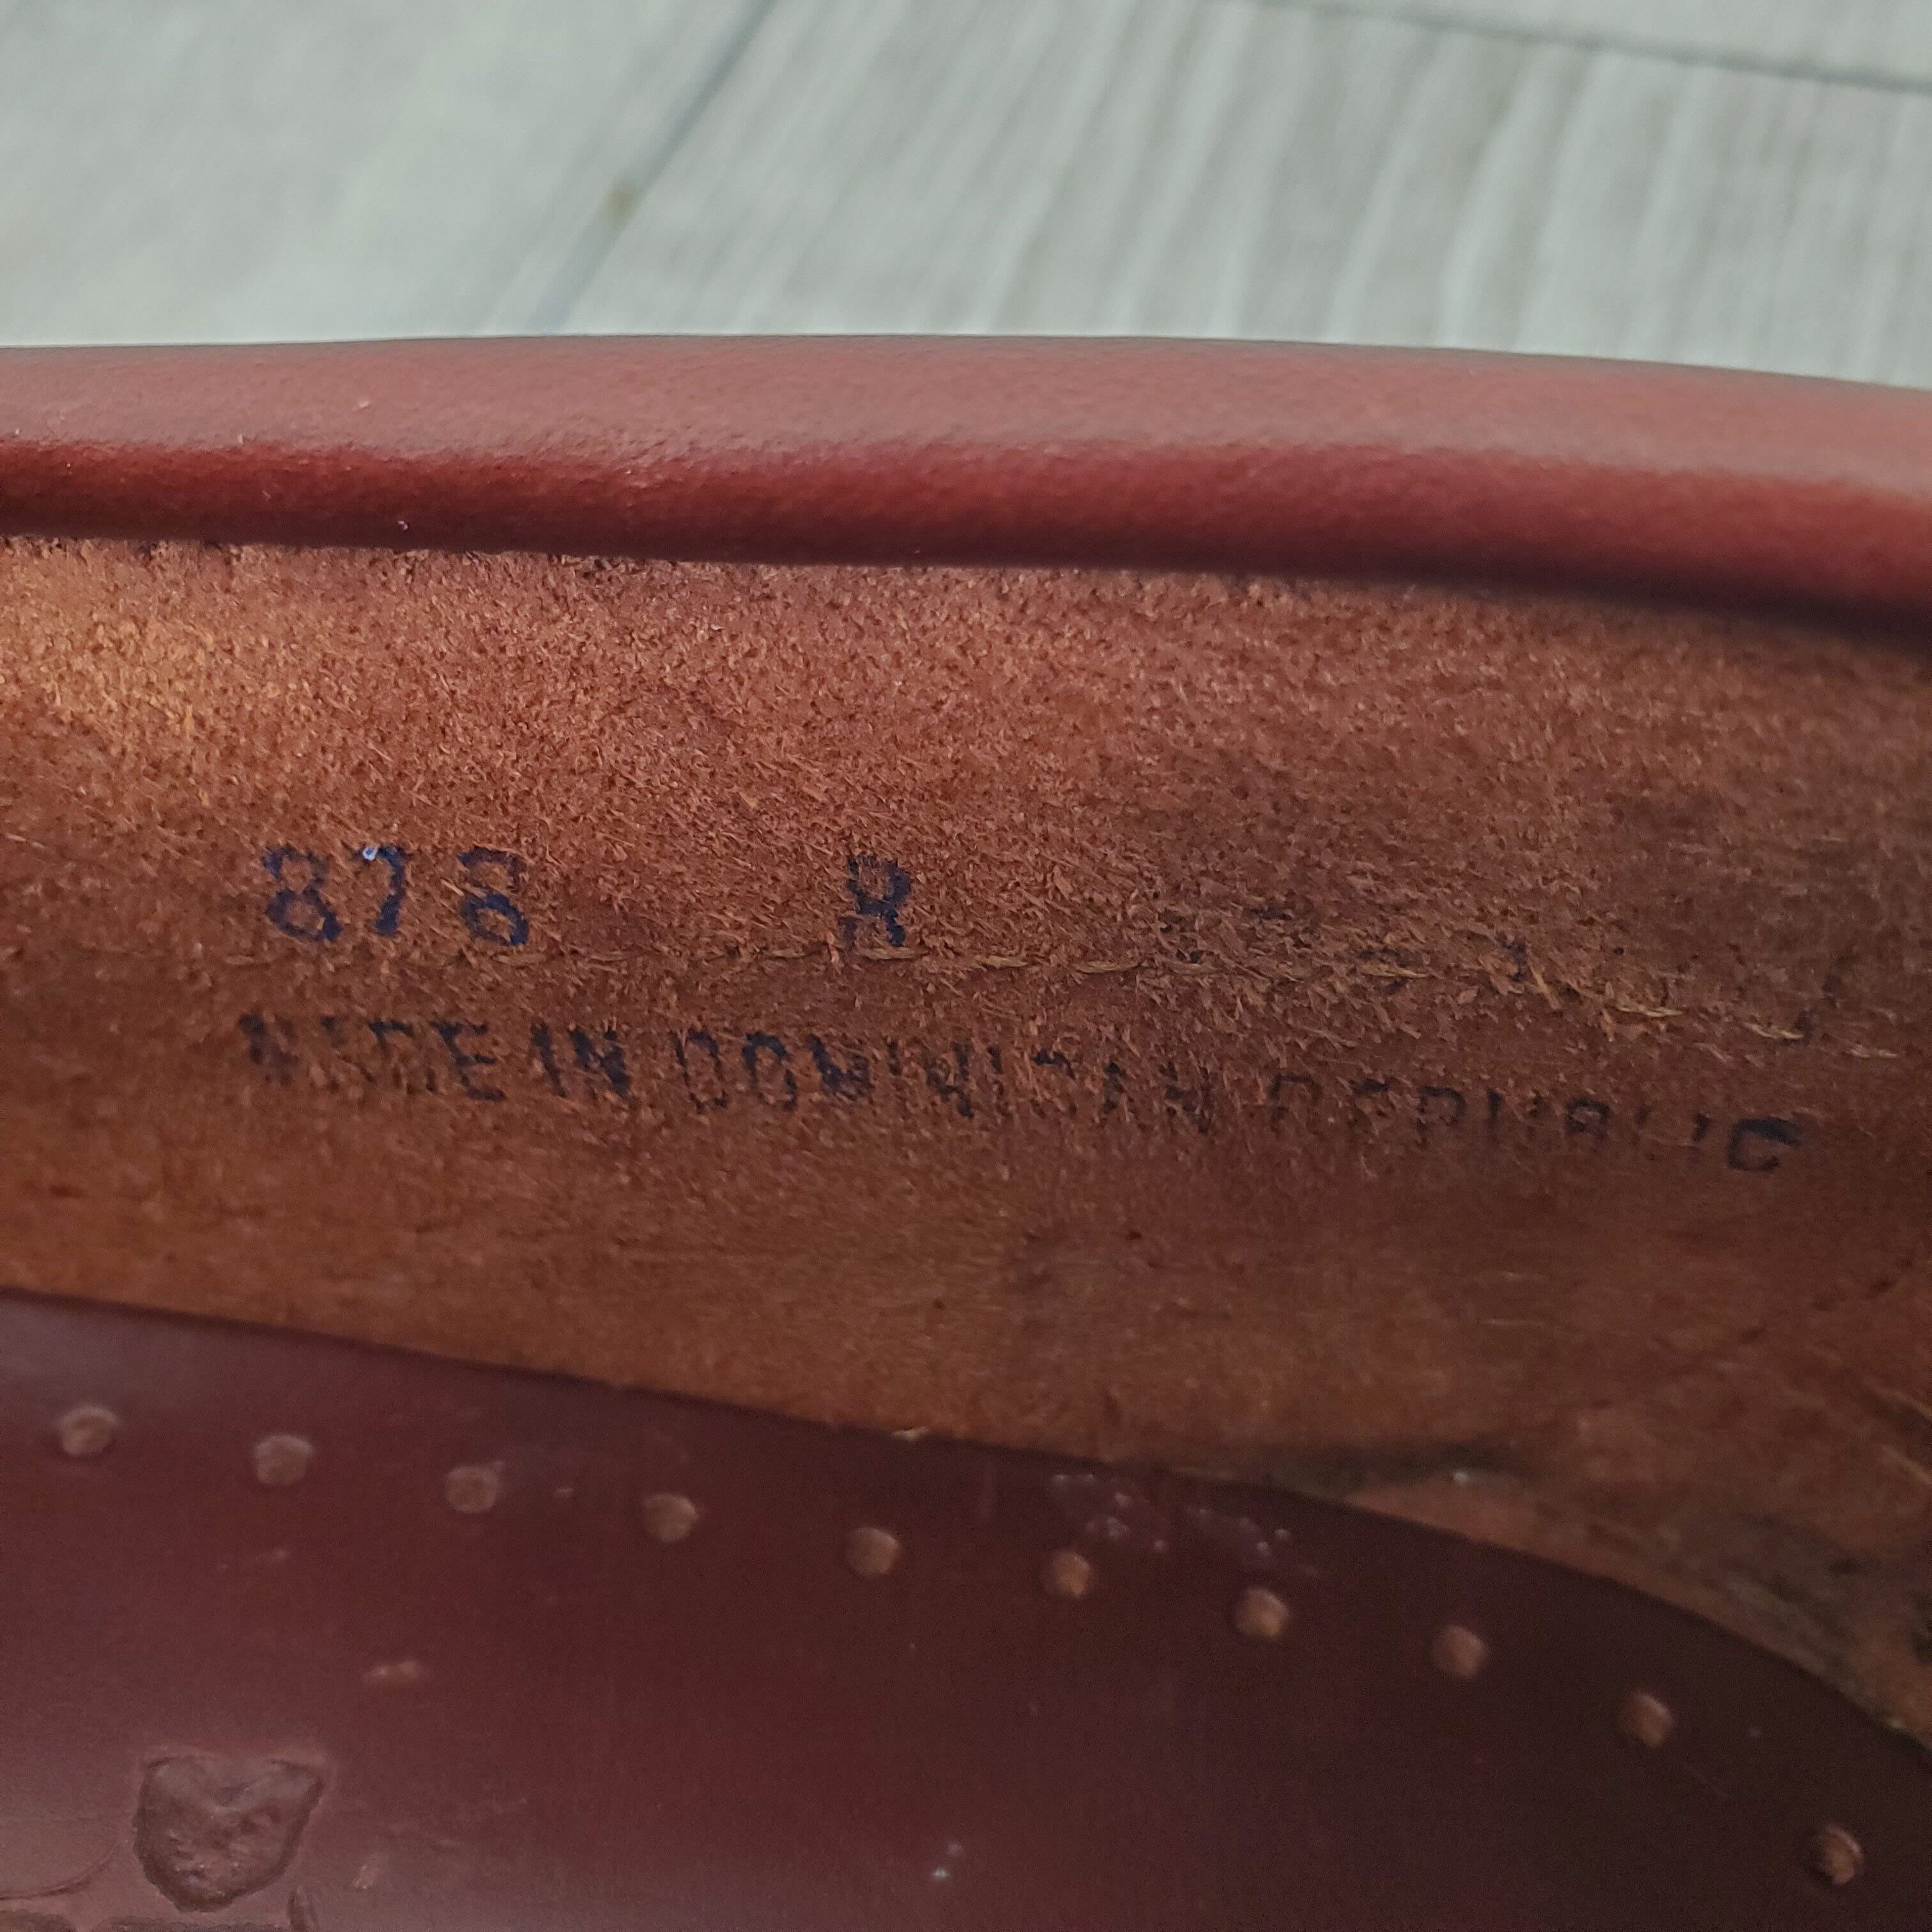 878 R
MADE IN DOMINICAN REPUBLIC